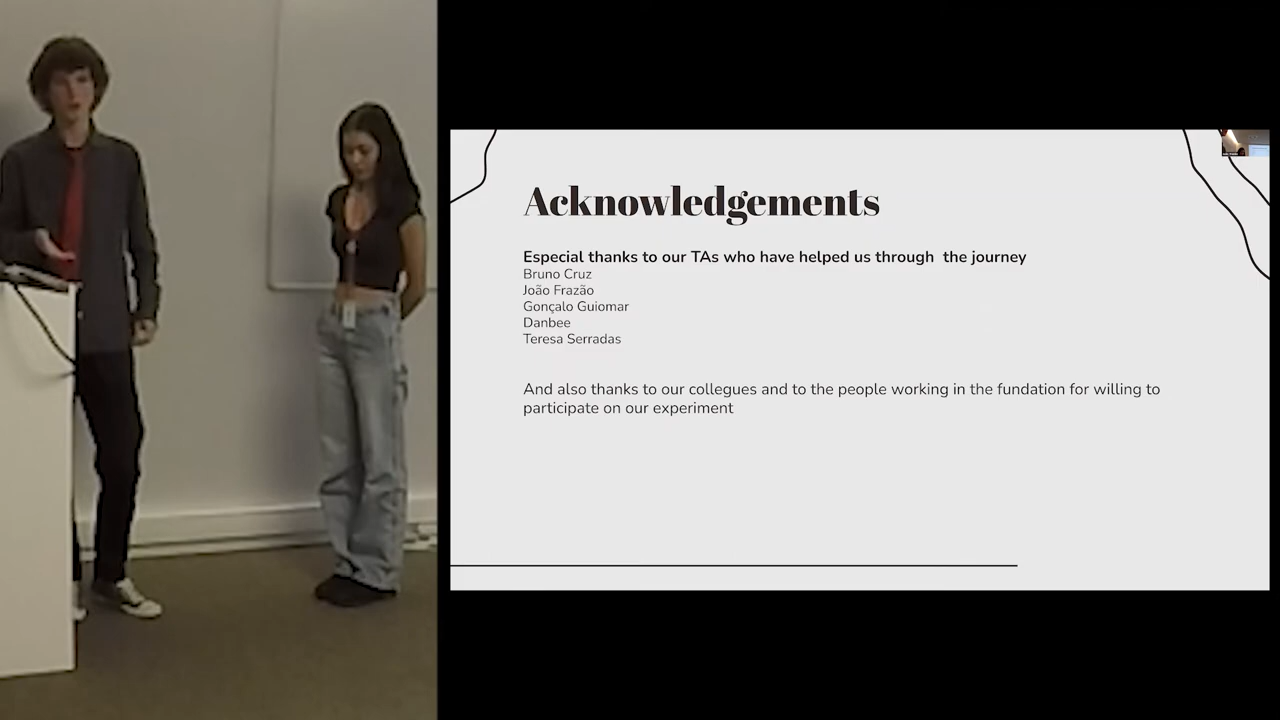 Acknowledgements
Especial thanks to our TAs who have helped us through  the journey
Bruno Cruz
João Frazão
Gonçalo Guiomar
Danbee
Teresa Serradas
And also thanks to our collegues and to the people working in the fundation for willing to
participate on our experiment